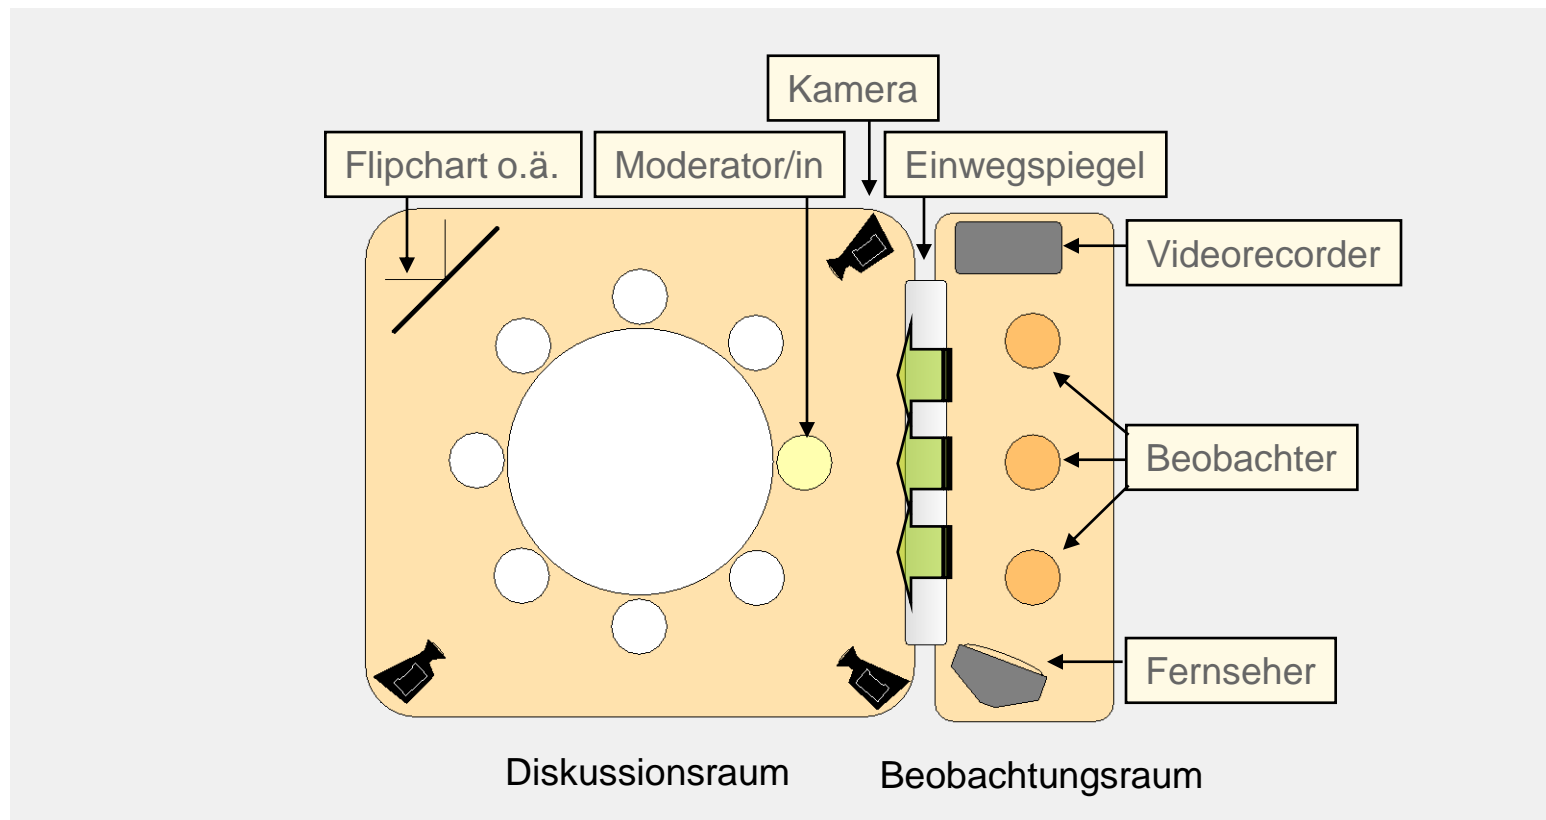 Kamera
Flipchart o.ä.
Moderator/in
Einwegspiegel
Videorecorder
Beobachter
Fernseher
Diskussionsraum
Beobachtungsraum